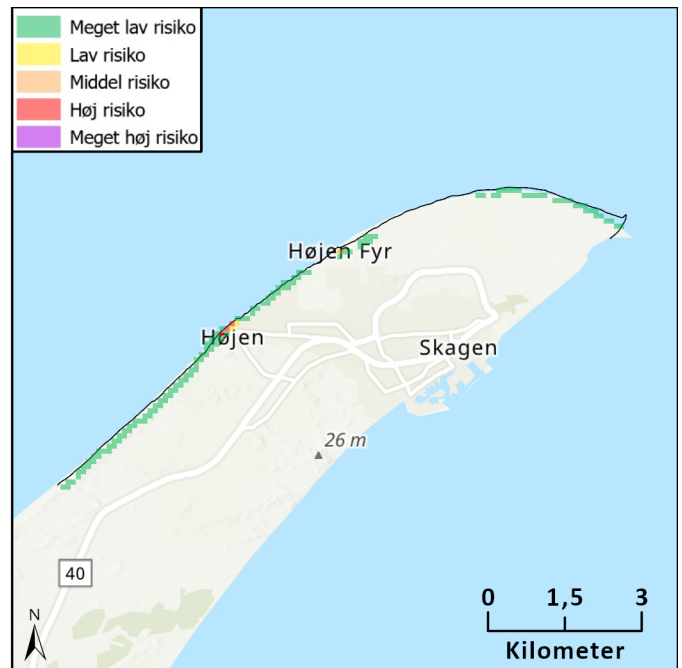 Meget lav risiko
Lav risiko
Middel risiko
Høj risiko
Meget høj risiko
Højen Fyr
Højen
Skagen
26 m
40
N
0 1,5 3
Kilometer